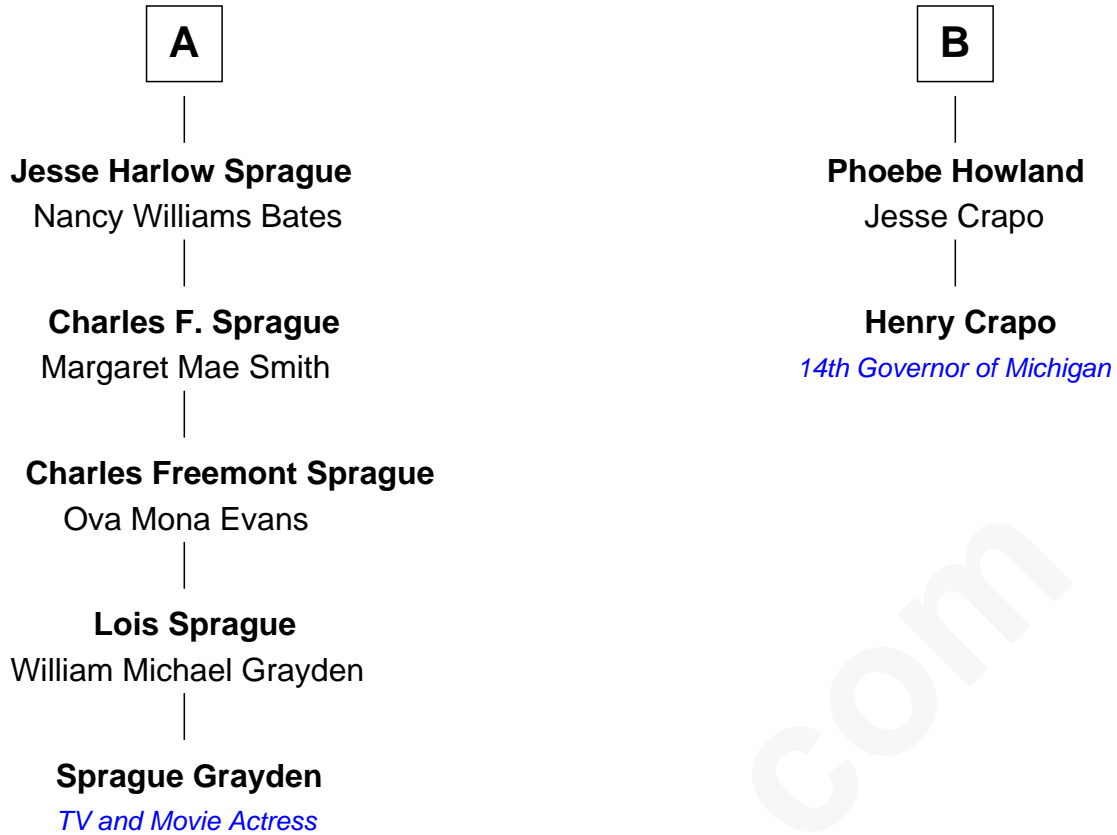 A
Jesse Harlow Sprague
Nancy Williams Bates
Charles F. Sprague
Margaret Mae Smith
Charles Freemont Sprague
Ova Mona Evans
Lois Sprague
William Michael Grayden
Sprague Grayden
TV and Movie Actress
B
Phoebe Howland
Jesse Crapo
Henry Crapo
14th Governor of Michigan
com